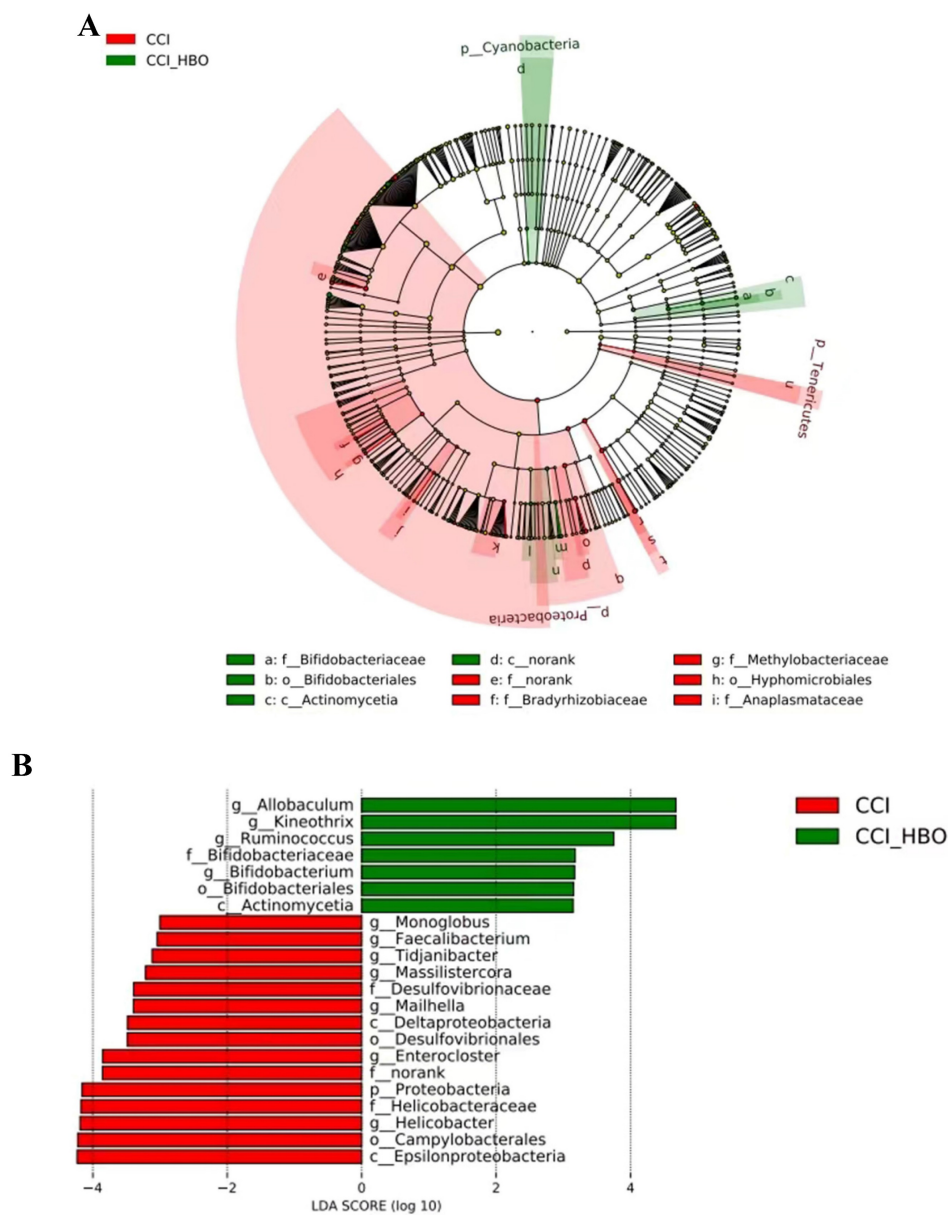 A
CCI
CCI_HBO
p__Cyanobacteria
d
c
b
a
e
p__Tenericutes
u
f
g
h
i
j
k
l
m
n
o
p
q
r
s
t
p__Proteobacteria
a: f__Bifidobacteriaceae
b: o__Bifidobacteriales
c: c__Actinomycetia
d: c__norank
e: f__norank
f: f__Bradyrhizobiaceae
g: f__Methylobacteriaceae
h: o__Hyphomicrobiales
i: f__Anaplasmataceae
B
CCI
CCI_HBO
g__Allobaculum
g__Kineothrix
g__Ruminococcus
f__Bifidobacteriaceae
g__Bifidobacterium
o__Bifidobacteriales
c__Actinomycetia
g__Monoglobus
g__Faecalibacterium
g__Tidjanibacter
g__Massilistercora
f__Desulfovibrionaceae
g__Mailhella
c__Deltaproteobacteria
o__Desulfovibrionales
g__Enterocloster
f__norank
p__Proteobacteria
f__Helicobacteraceae
g__Helicobacter
o__Campylobacterales
c__Epsilonproteobacteria
−4 −2 0 2 4
LDA SCORE (log 10)